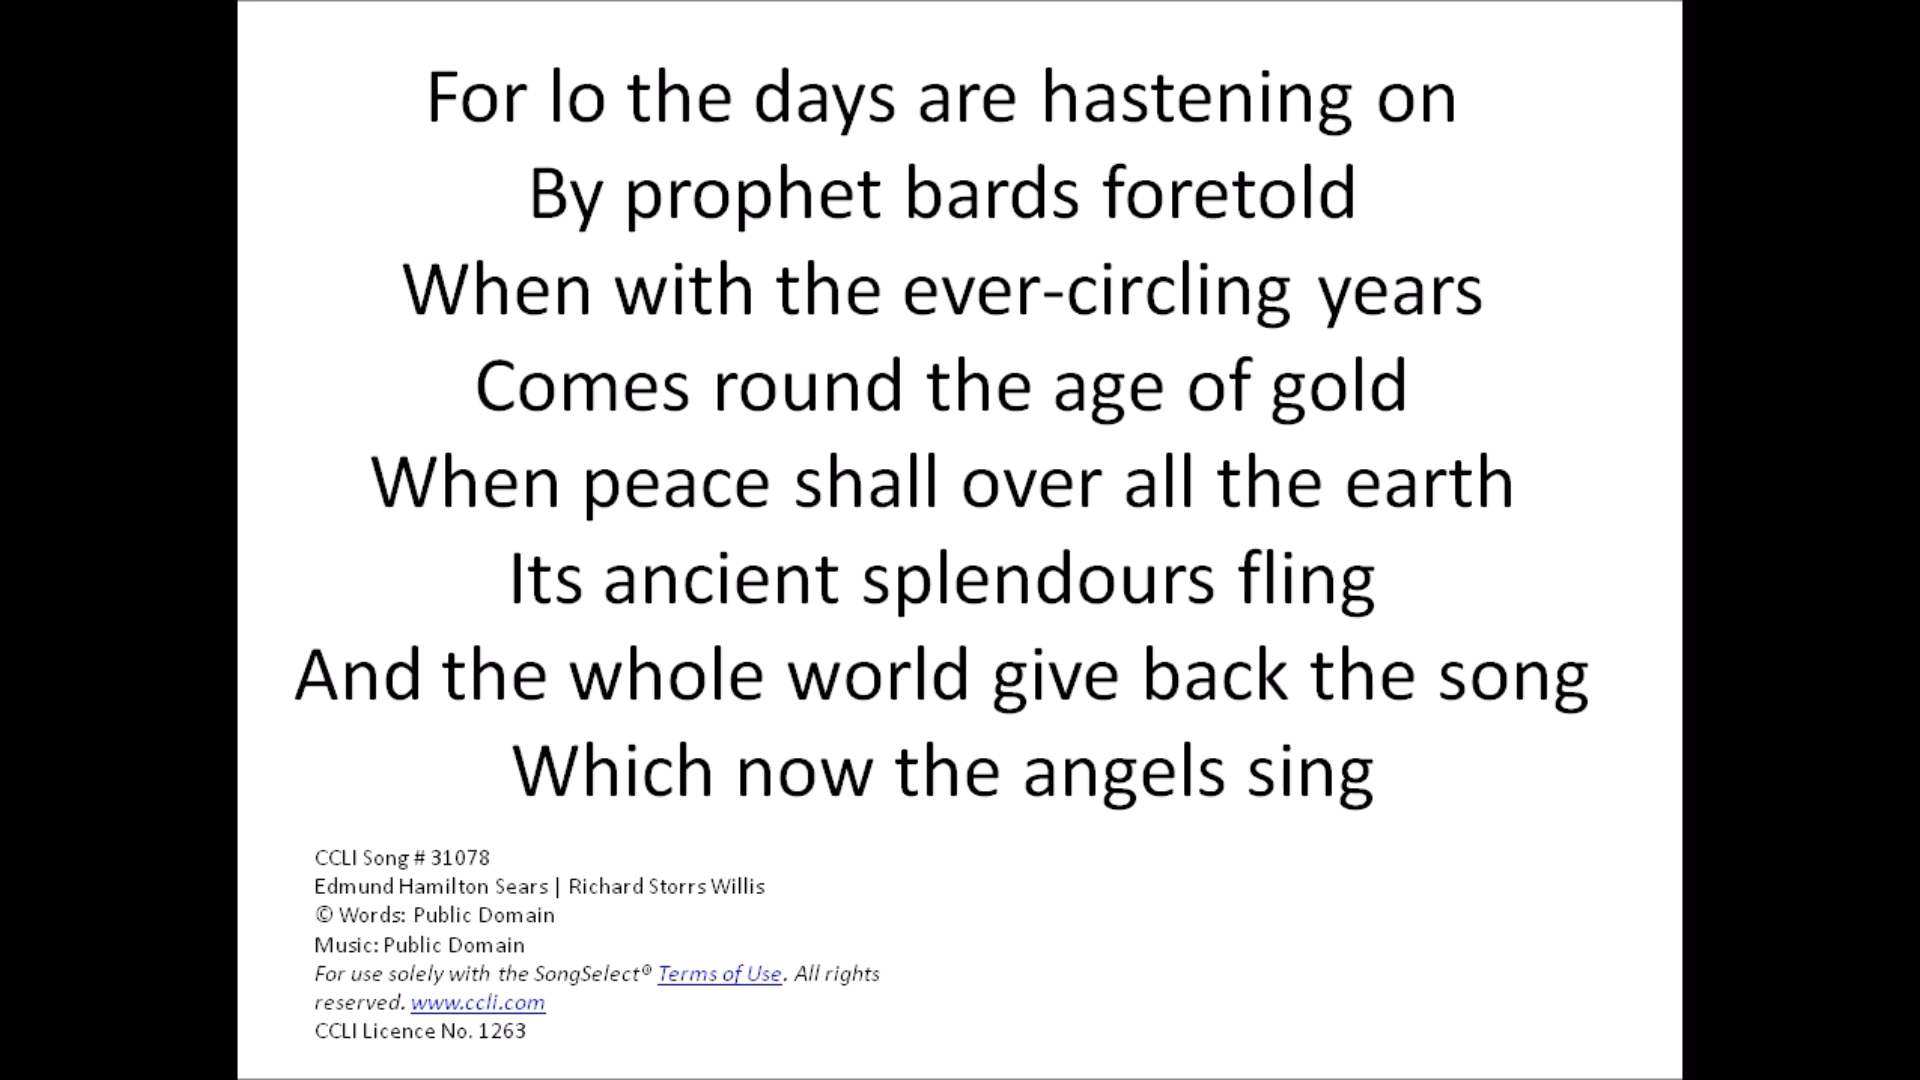 For lo the days are hastening on
By prophet bards foretold
When with the ever-circling years
Comes round the age of gold
When peace shall over all the earth
Its ancient splendours fling
And the whole world give back the song
Which now the angels sing
CCLI Song # 31078
Edmund Hamilton Sears | Richard Storrs Willis
© Words: Public Domain
Music: Public Domain
For use solely with the SongSelect® Terms of Use. All rights
reserved. www.ccli.com
CCLI Licence No. 1263